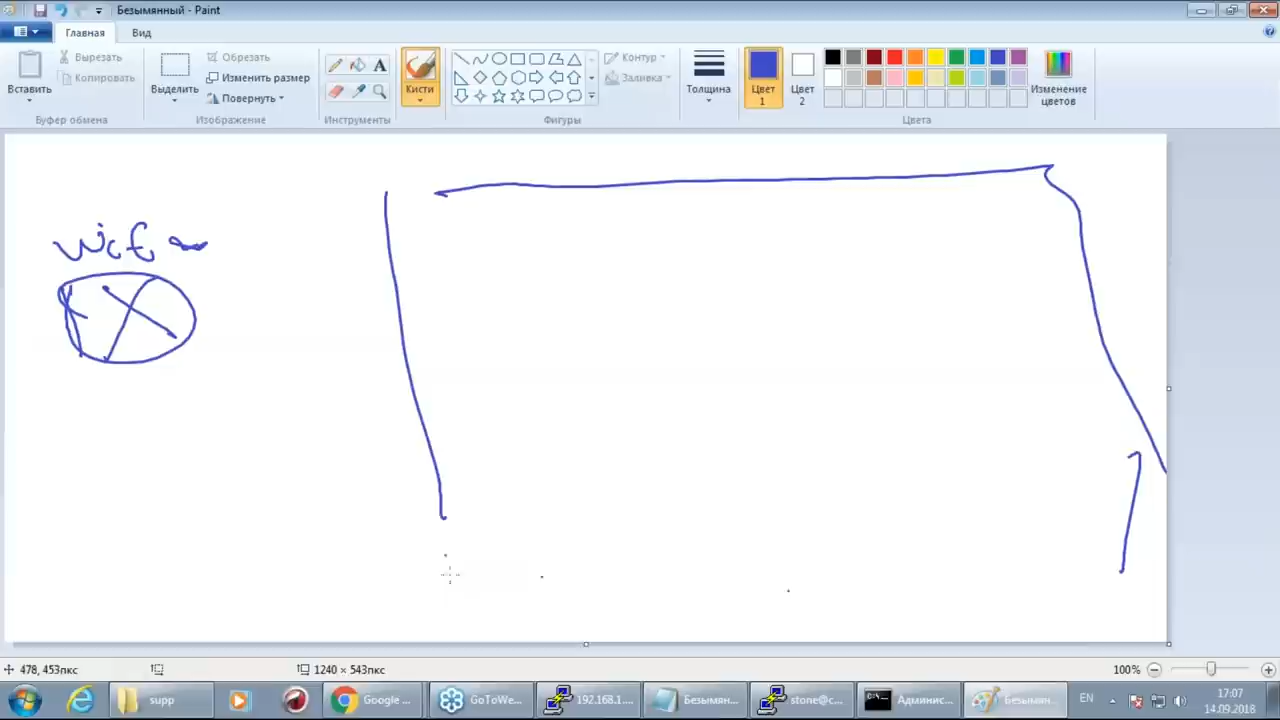 Безымянный - Paint
Главная
Вид
Вставить
Вырезать
Копировать
Буфер обмена
Выделить
Обрезать
Изменить размер
Повернуть
Изображение
Инструменты
Кисти
Контур
Заливка
Фигуры
Толщина
Цвет 1
Цвет 2
Изменение цветов
Цвета
478, 453пкс
1240 × 543пкс
100%
supp
Google ...
GoToWe...
192.168.1....
Безымян...
stone@c...
Админис...
Безымян...
EN
17:07
14.09.2018